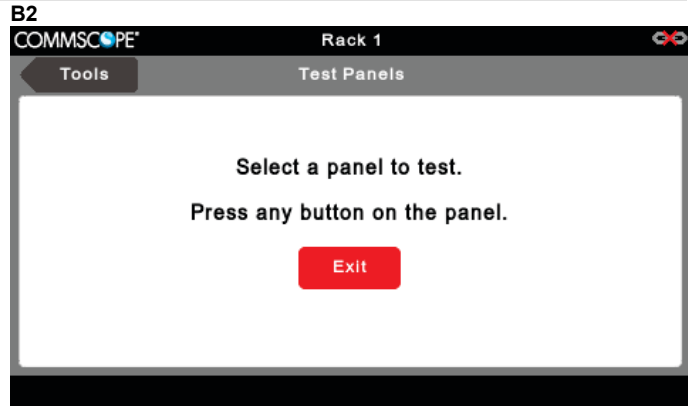 B2
COMMSCOPE® Rack 1
Tools Test Panels
Select a panel to test.
Press any button on the panel.
Exit